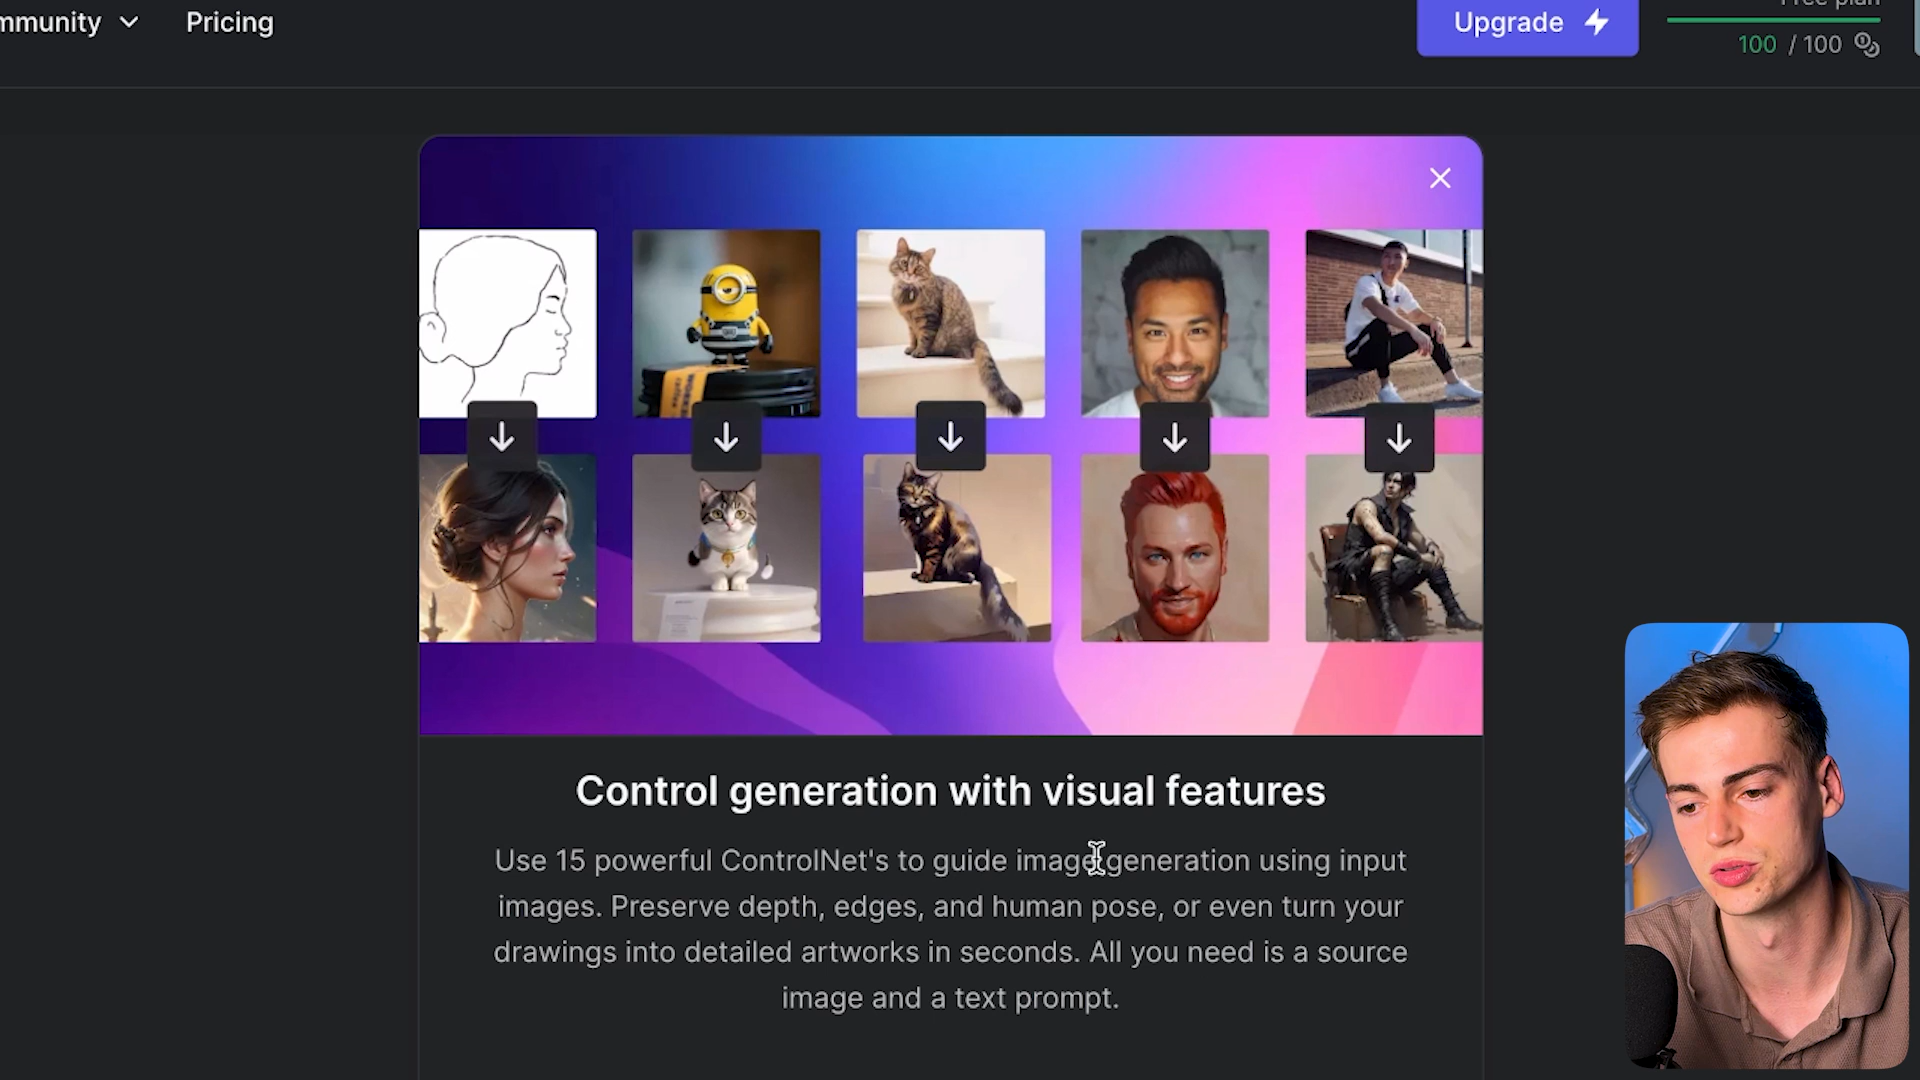 Pricing
Upgrade
100 / 100
Control generation with visual features
Use 15 powerful ControlNet's to guide image generation using input
images. Preserve depth, edges, and human pose, or even turn your
drawings into detailed artworks in seconds. All you need is a source
image and a text prompt.